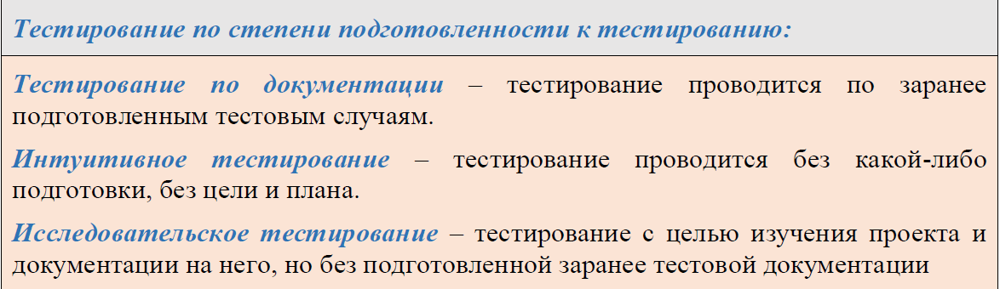 Тестирование по степени подготовленности к тестированию:
Тестирование по документации – тестирование проводится по заранее
подготовленным тестовым случаям.
Интуитивное тестирование – тестирование проводится без какой-либо
подготовки, без цели и плана.
Исследовательское тестирование – тестирование с целью изучения проекта и
документации на него, но без подготовленной заранее тестовой документации